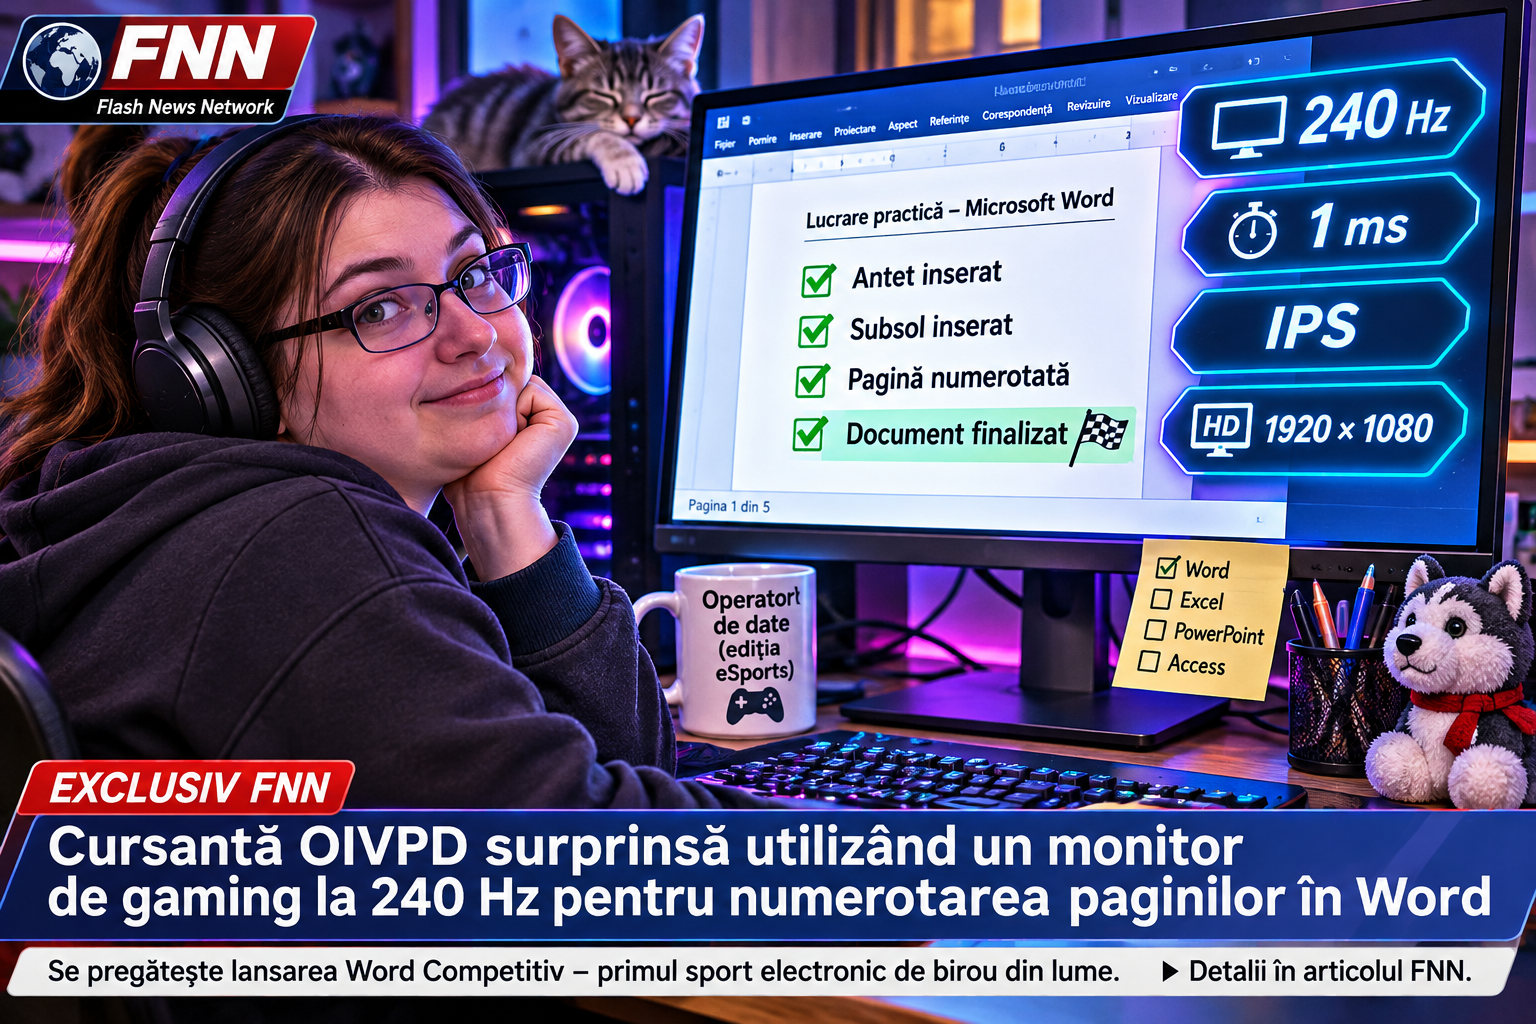 FNN
Flash News Network
Fișier Pornire Inserare Proiectare Aspect Referințe Corespondență Revizuire Vizualizare
Lucrare practică – Microsoft Word
Antet inserat
Subsol inserat
Pagină numerotată
Document finalizat
Pagina 1 din 5
240 Hz
1 ms
IPS
HD 1920 × 1080
Word
Excel
PowerPoint
Access
Operator
de date
(ediția
eSports)
EXCLUSIV FNN
Cursantă OIVPD surprinsă utilizând un monitor
de gaming la 240 Hz pentru numerotarea paginilor în Word
Se pregătește lansarea Word Competitiv – primul sport electronic de birou din lume. ▶ Detalii în articolul FNN.